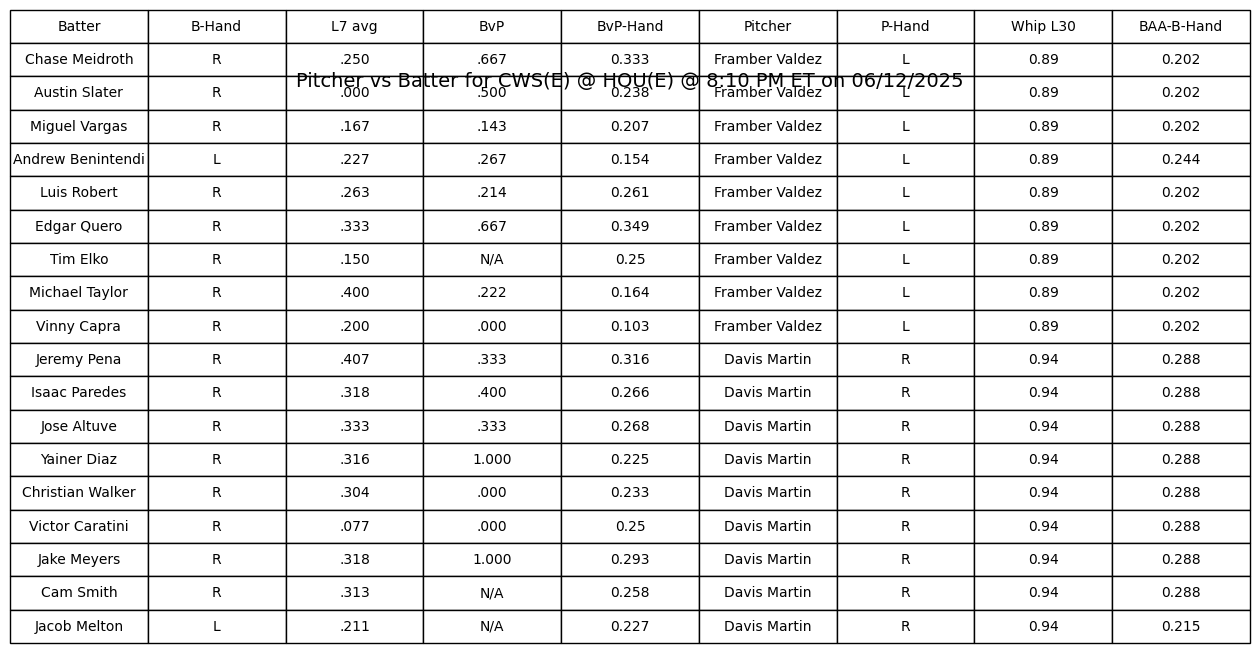 Batter B-Hand L7 avg BvP BvP-Hand Pitcher P-Hand Whip L30 BAA-B-Hand
Chase Meidroth R .250 .667 0.333 Framber Valdez L 0.89 0.202
Pitcher vs Batter for CWS(E) @ HOU(E) @ 8:10 PM ET on 06/12/2025
Austin Slater R .000 .500 0.238 Framber Valdez L 0.89 0.202
Miguel Vargas R .167 .143 0.207 Framber Valdez L 0.89 0.202
Andrew Benintendi L .227 .267 0.154 Framber Valdez L 0.89 0.244
Luis Robert R .263 .214 0.261 Framber Valdez L 0.89 0.202
Edgar Quero R .333 .667 0.349 Framber Valdez L 0.89 0.202
Tim Elko R .150 N/A 0.25 Framber Valdez L 0.89 0.202
Michael Taylor R .400 .222 0.164 Framber Valdez L 0.89 0.202
Vinny Capra R .200 .000 0.103 Framber Valdez L 0.89 0.202
Jeremy Pena R .407 .333 0.316 Davis Martin R 0.94 0.288
Isaac Paredes R .318 .400 0.266 Davis Martin R 0.94 0.288
Jose Altuve R .333 .333 0.268 Davis Martin R 0.94 0.288
Yainer Diaz R .316 1.000 0.225 Davis Martin R 0.94 0.288
Christian Walker R .304 .000 0.233 Davis Martin R 0.94 0.288
Victor Caratini R .077 .000 0.25 Davis Martin R 0.94 0.288
Jake Meyers R .318 1.000 0.293 Davis Martin R 0.94 0.288
Cam Smith R .313 N/A 0.258 Davis Martin R 0.94 0.288
Jacob Melton L .211 N/A 0.227 Davis Martin R 0.94 0.215